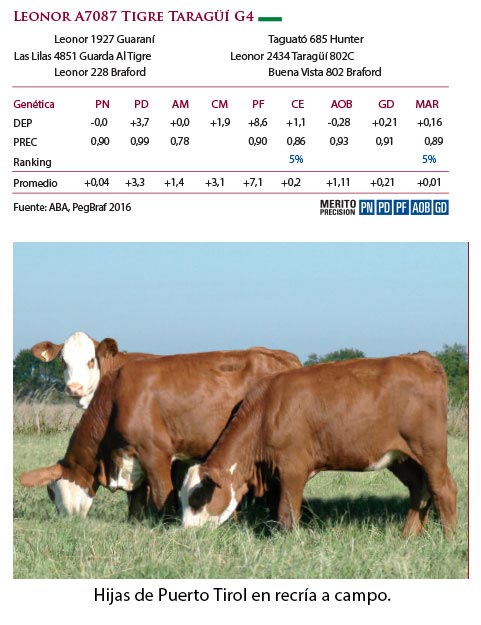 Leonor A7087 Tigre Taragüí G4
Leonor 1927 Guaraní Taguató 685 Hunter
Las Lilas 4851 Guarda Al Tigre Leonor 2434 Taragüí 802C
Leonor 228 Braford Buena Vista 802 Braford
Genética PN PD AM CM PF CE AOB GD MAR
DEP -0,0 +3,7 +0,0 +1,9 +8,6 +1,1 -0,28 +0,21 +0,16
PREC 0,90 0,99 0,78 0,90 0,86 0,93 0,91 0,89
Ranking 5% 5%
Promedio +0,04 +3,3 +1,4 +3,1 +7,1 +0,2 +1,11 +0,21 +0,01
Fuente: ABA, PegBraf 2016 MERITO PN PD PF AOB GD
PRECISION
Hijas de Puerto Tirol en recría a campo.